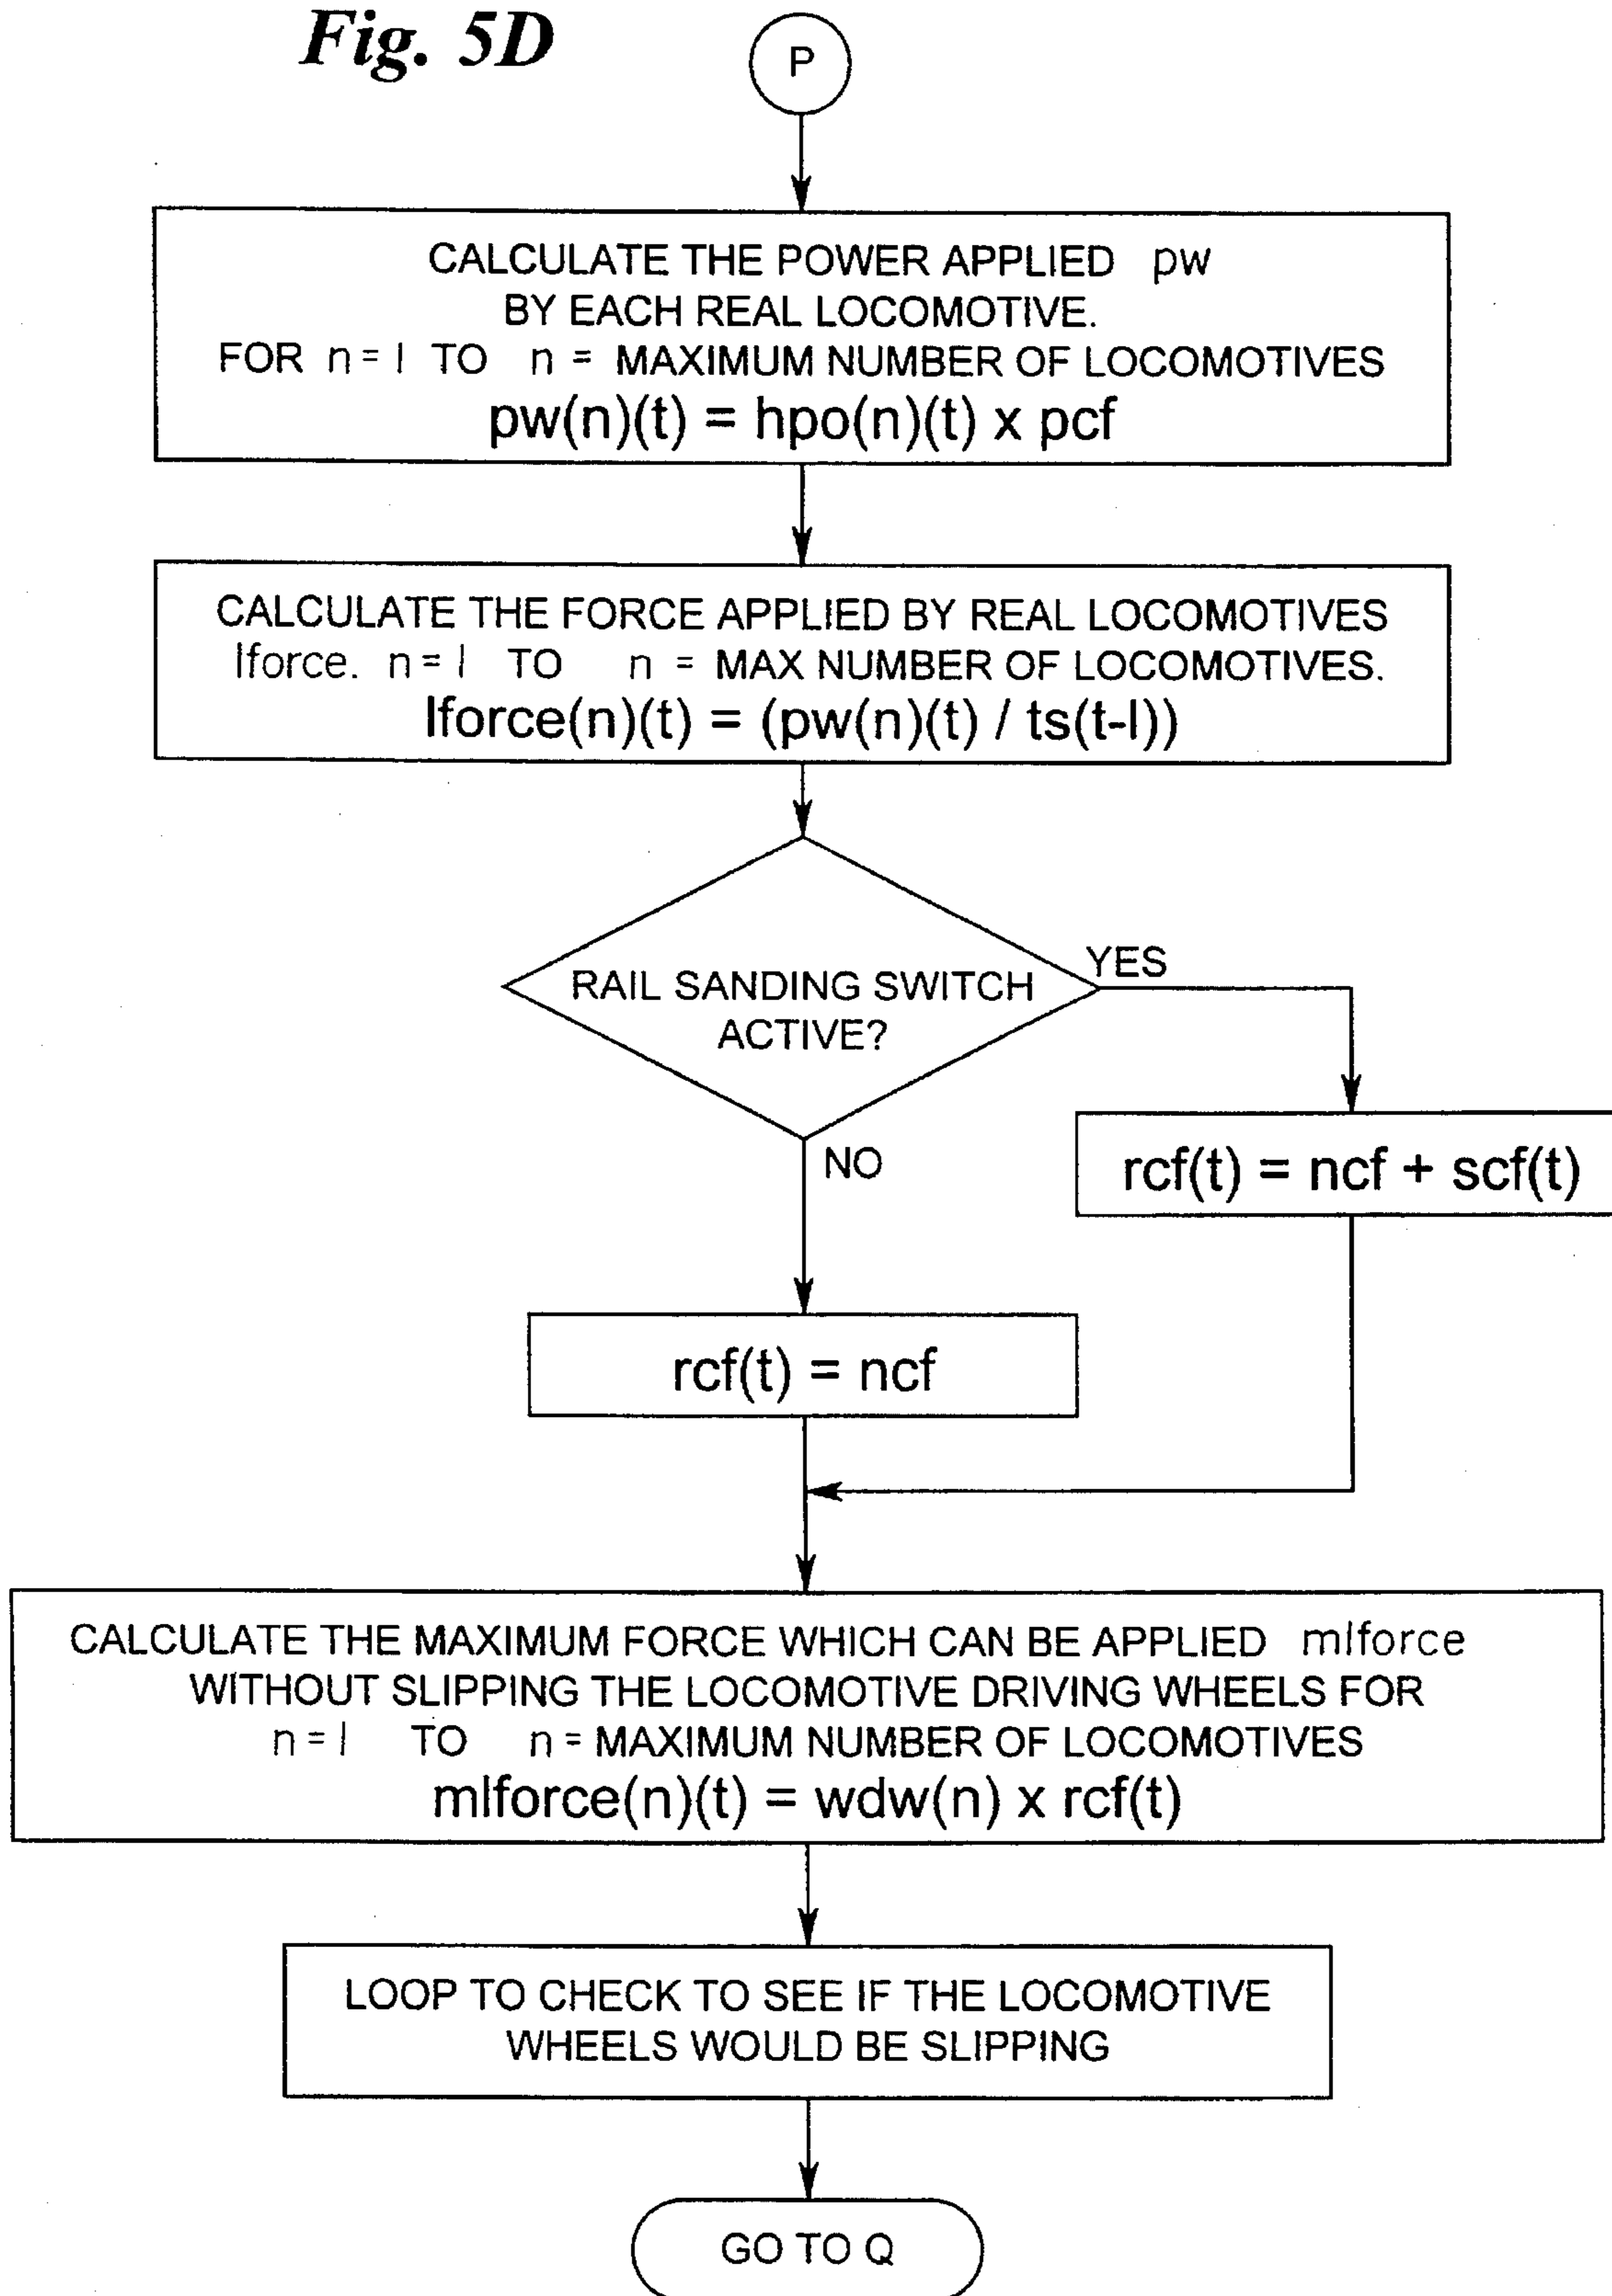 Fig. 5D
P
CALCULATE THE POWER APPLIED pw
BY EACH REAL LOCOMOTIVE.
FOR n = 1 TO n = MAXIMUM NUMBER OF LOCOMOTIVES
pw(n)(t) = hpo(n)(t) x pcf
CALCULATE THE FORCE APPLIED BY REAL LOCOMOTIVES
lforce. n = 1 TO n = MAX NUMBER OF LOCOMOTIVES.
lforce(n)(t) = (pw(n)(t) / ts(t-1))
RAIL SANDING SWITCH
ACTIVE?
YES
NO
rcf(t) = ncf + scf(t)
rcf(t) = ncf
CALCULATE THE MAXIMUM FORCE WHICH CAN BE APPLIED mlforce
WITHOUT SLIPPING THE LOCOMOTIVE DRIVING WHEELS FOR
n = 1 TO n = MAXIMUM NUMBER OF LOCOMOTIVES
mlforce(n)(t) = wdw(n) x rcf(t)
LOOP TO CHECK TO SEE IF THE LOCOMOTIVE
WHEELS WOULD BE SLIPPING
GO TO Q